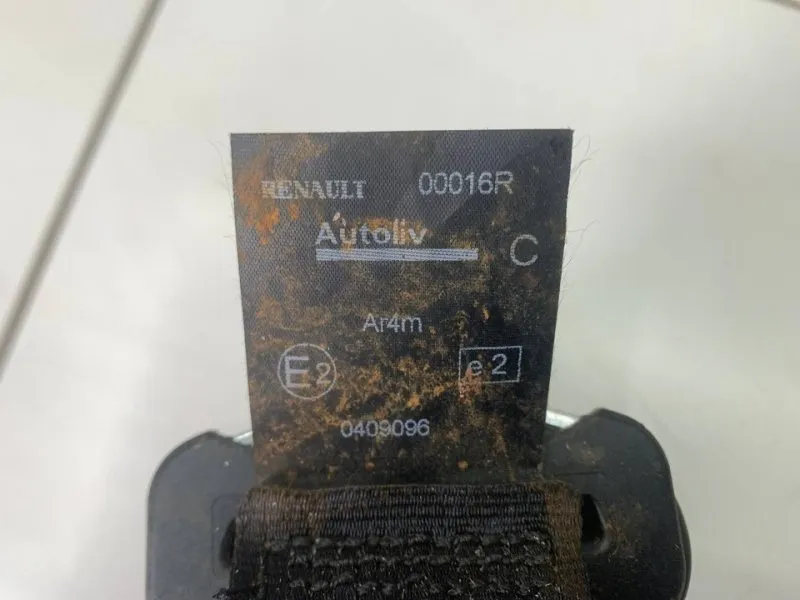 RENAULT 00016R
Autoliv
C
Ar4m
E2 e2
0409096